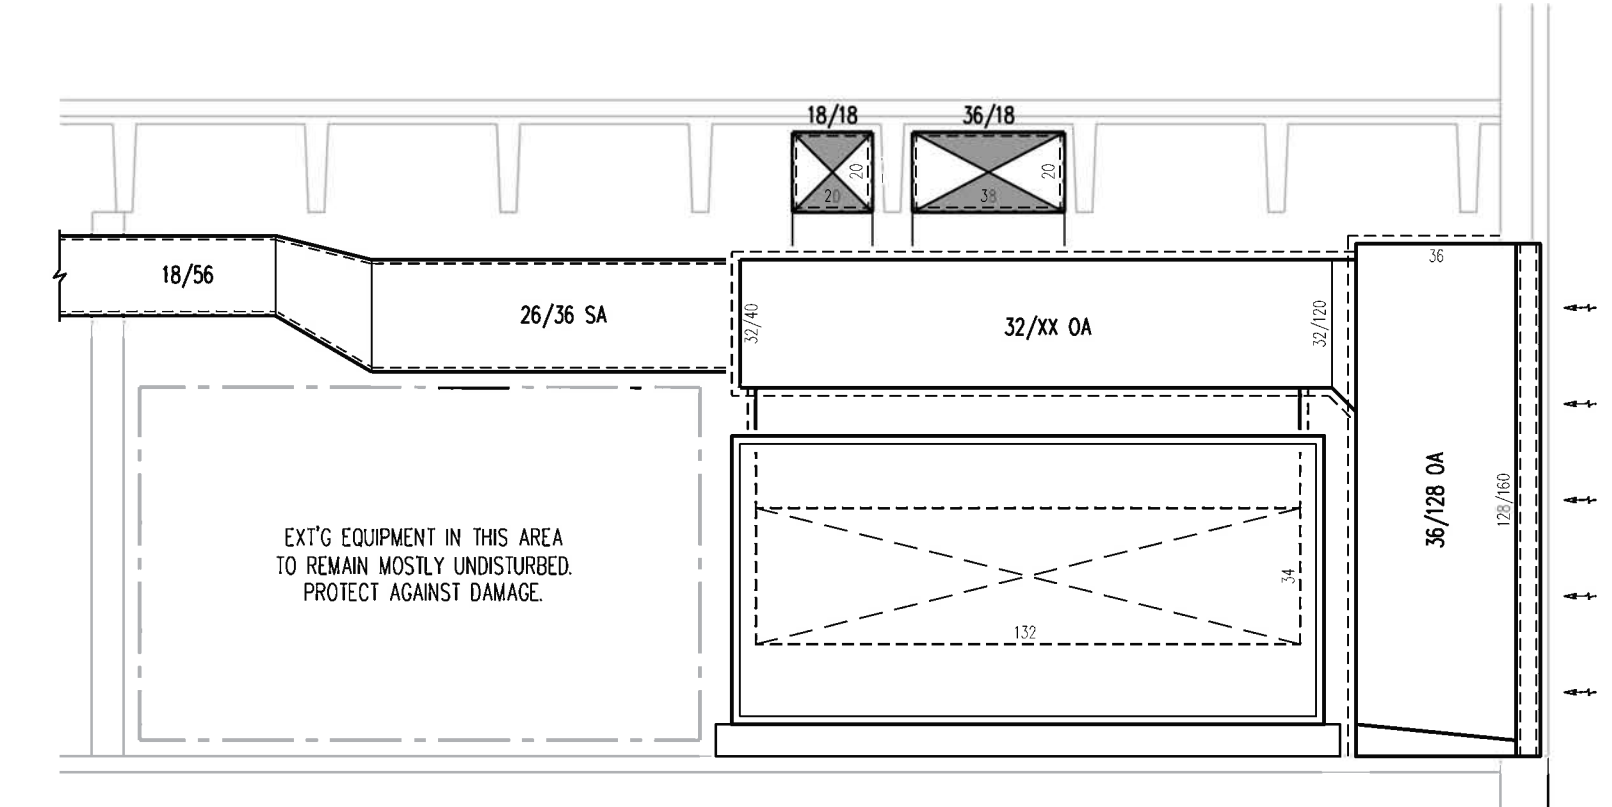 18/18
36/18
20
20
20
38
18/56
26/36 SA
32/40
32/XX OA
32/120
36
36/128 OA
128/160
EXT'G EQUIPMENT IN THIS AREA
TO REMAIN MOSTLY UNDISTURBED.
PROTECT AGAINST DAMAGE.
34
132